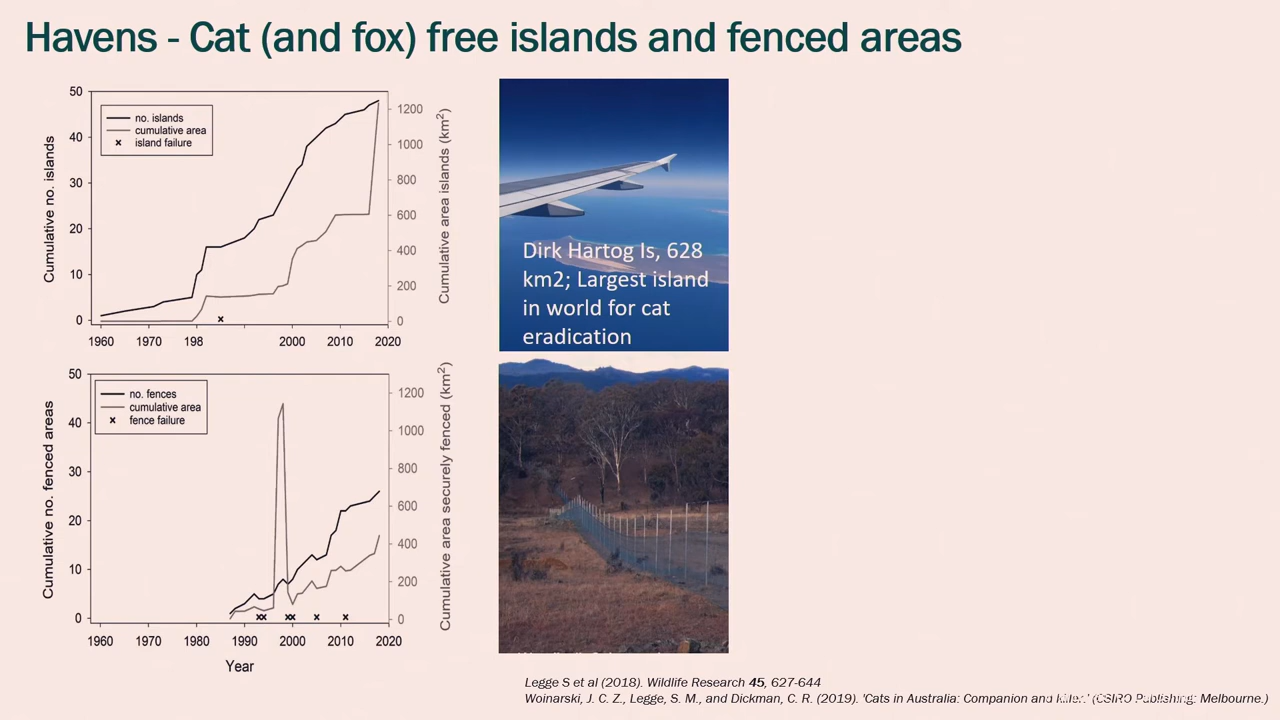 Havens - Cat (and fox) free islands and fenced areas
50
40
30
20
10
0
Cumulative no. islands
no. islands
cumulative area
island failure
1200
1000
800
600
400
200
0
Cumulative area islands (km²)
1960 1970 198 2000 2010 2020
Dirk Hartog Is, 628
km2; Largest island
in world for cat
eradication
50
40
30
20
10
0
Cumulative no. fenced areas
no. fences
cumulative area
fence failure
1200
1000
800
600
400
200
0
Cumulative area securely fenced (km²)
1960 1970 1980 1990 2000 2010 2020
Year
Legge S et al (2018). Wildlife Research 45, 627-644
Woinarski, J. C. Z., Legge, S. M., and Dickman, C. R. (2019). 'Cats in Australia: Companion and Killer.' (CSIRO Publishing: Melbourne.)